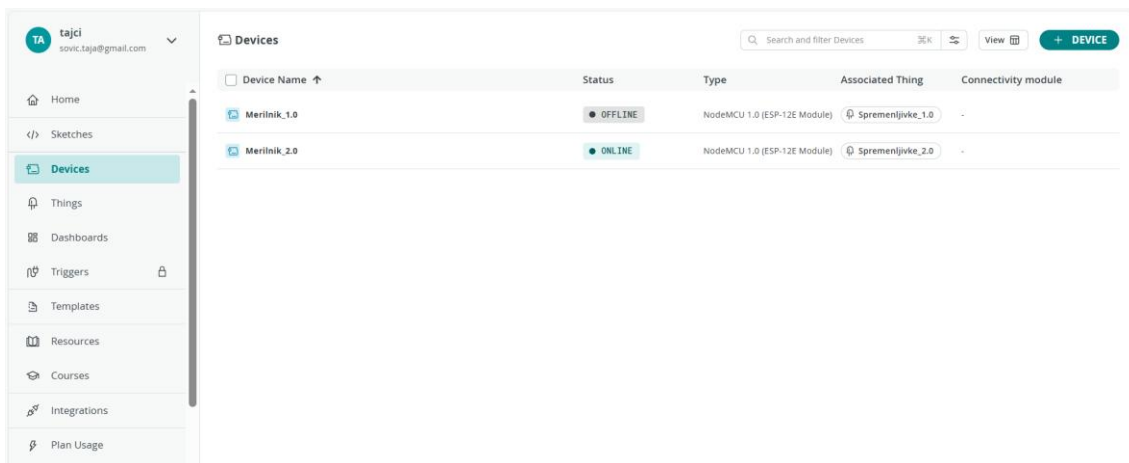 TA
tajci
sovic.taja@gmail.com
Home
</> Sketches
Devices
Things
Dashboards
Triggers
Templates
Resources
Courses
Integrations
Plan Usage
Devices
Search and filter Devices ⌘K
View
+ DEVICE
Device Name ↑ Status Type Associated Thing Connectivity module
Merilnik_1.0 OFFLINE NodeMCU 1.0 (ESP-12E Module) Spremenljivke_1.0 -
Merilnik_2.0 ONLINE NodeMCU 1.0 (ESP-12E Module) Spremenljivke_2.0 -